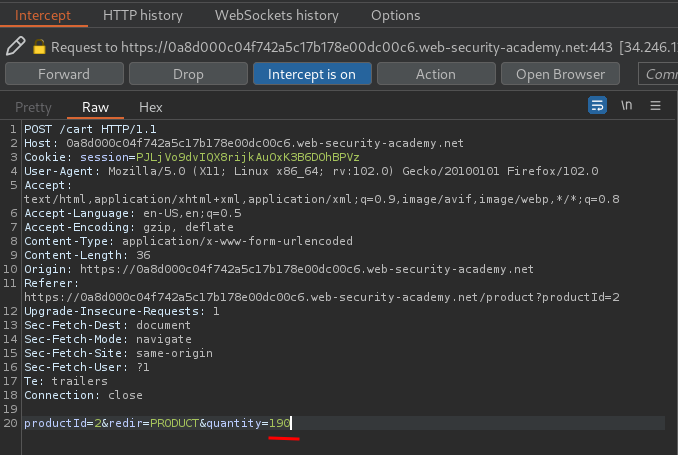 Intercept HTTP history WebSockets history Options
Request to https://0a8d000c04f742a5c17b178e00dc00c6.web-security-academy.net:443 [34.246.1
Forward Drop Intercept is on Action Open Browser Comm
Pretty Raw Hex \n
1 POST /cart HTTP/1.1
2 Host: 0a8d000c04f742a5c17b178e00dc00c6.web-security-academy.net
3 Cookie: session=PJLjVo9dvIQX8rijkAuOxK3B6DOhBPVz
4 User-Agent: Mozilla/5.0 (X11; Linux x86_64; rv:102.0) Gecko/20100101 Firefox/102.0
5 Accept:
text/html,application/xhtml+xml,application/xml;q=0.9,image/avif,image/webp,*/*;q=0.8
6 Accept-Language: en-US,en;q=0.5
7 Accept-Encoding: gzip, deflate
8 Content-Type: application/x-www-form-urlencoded
9 Content-Length: 36
10 Origin: https://0a8d000c04f742a5c17b178e00dc00c6.web-security-academy.net
11 Referer:
https://0a8d000c04f742a5c17b178e00dc00c6.web-security-academy.net/product?productId=2
12 Upgrade-Insecure-Requests: 1
13 Sec-Fetch-Dest: document
14 Sec-Fetch-Mode: navigate
15 Sec-Fetch-Site: same-origin
16 Sec-Fetch-User: ?1
17 Te: trailers
18 Connection: close
19
20 productId=2&redir=PRODUCT&quantity=190